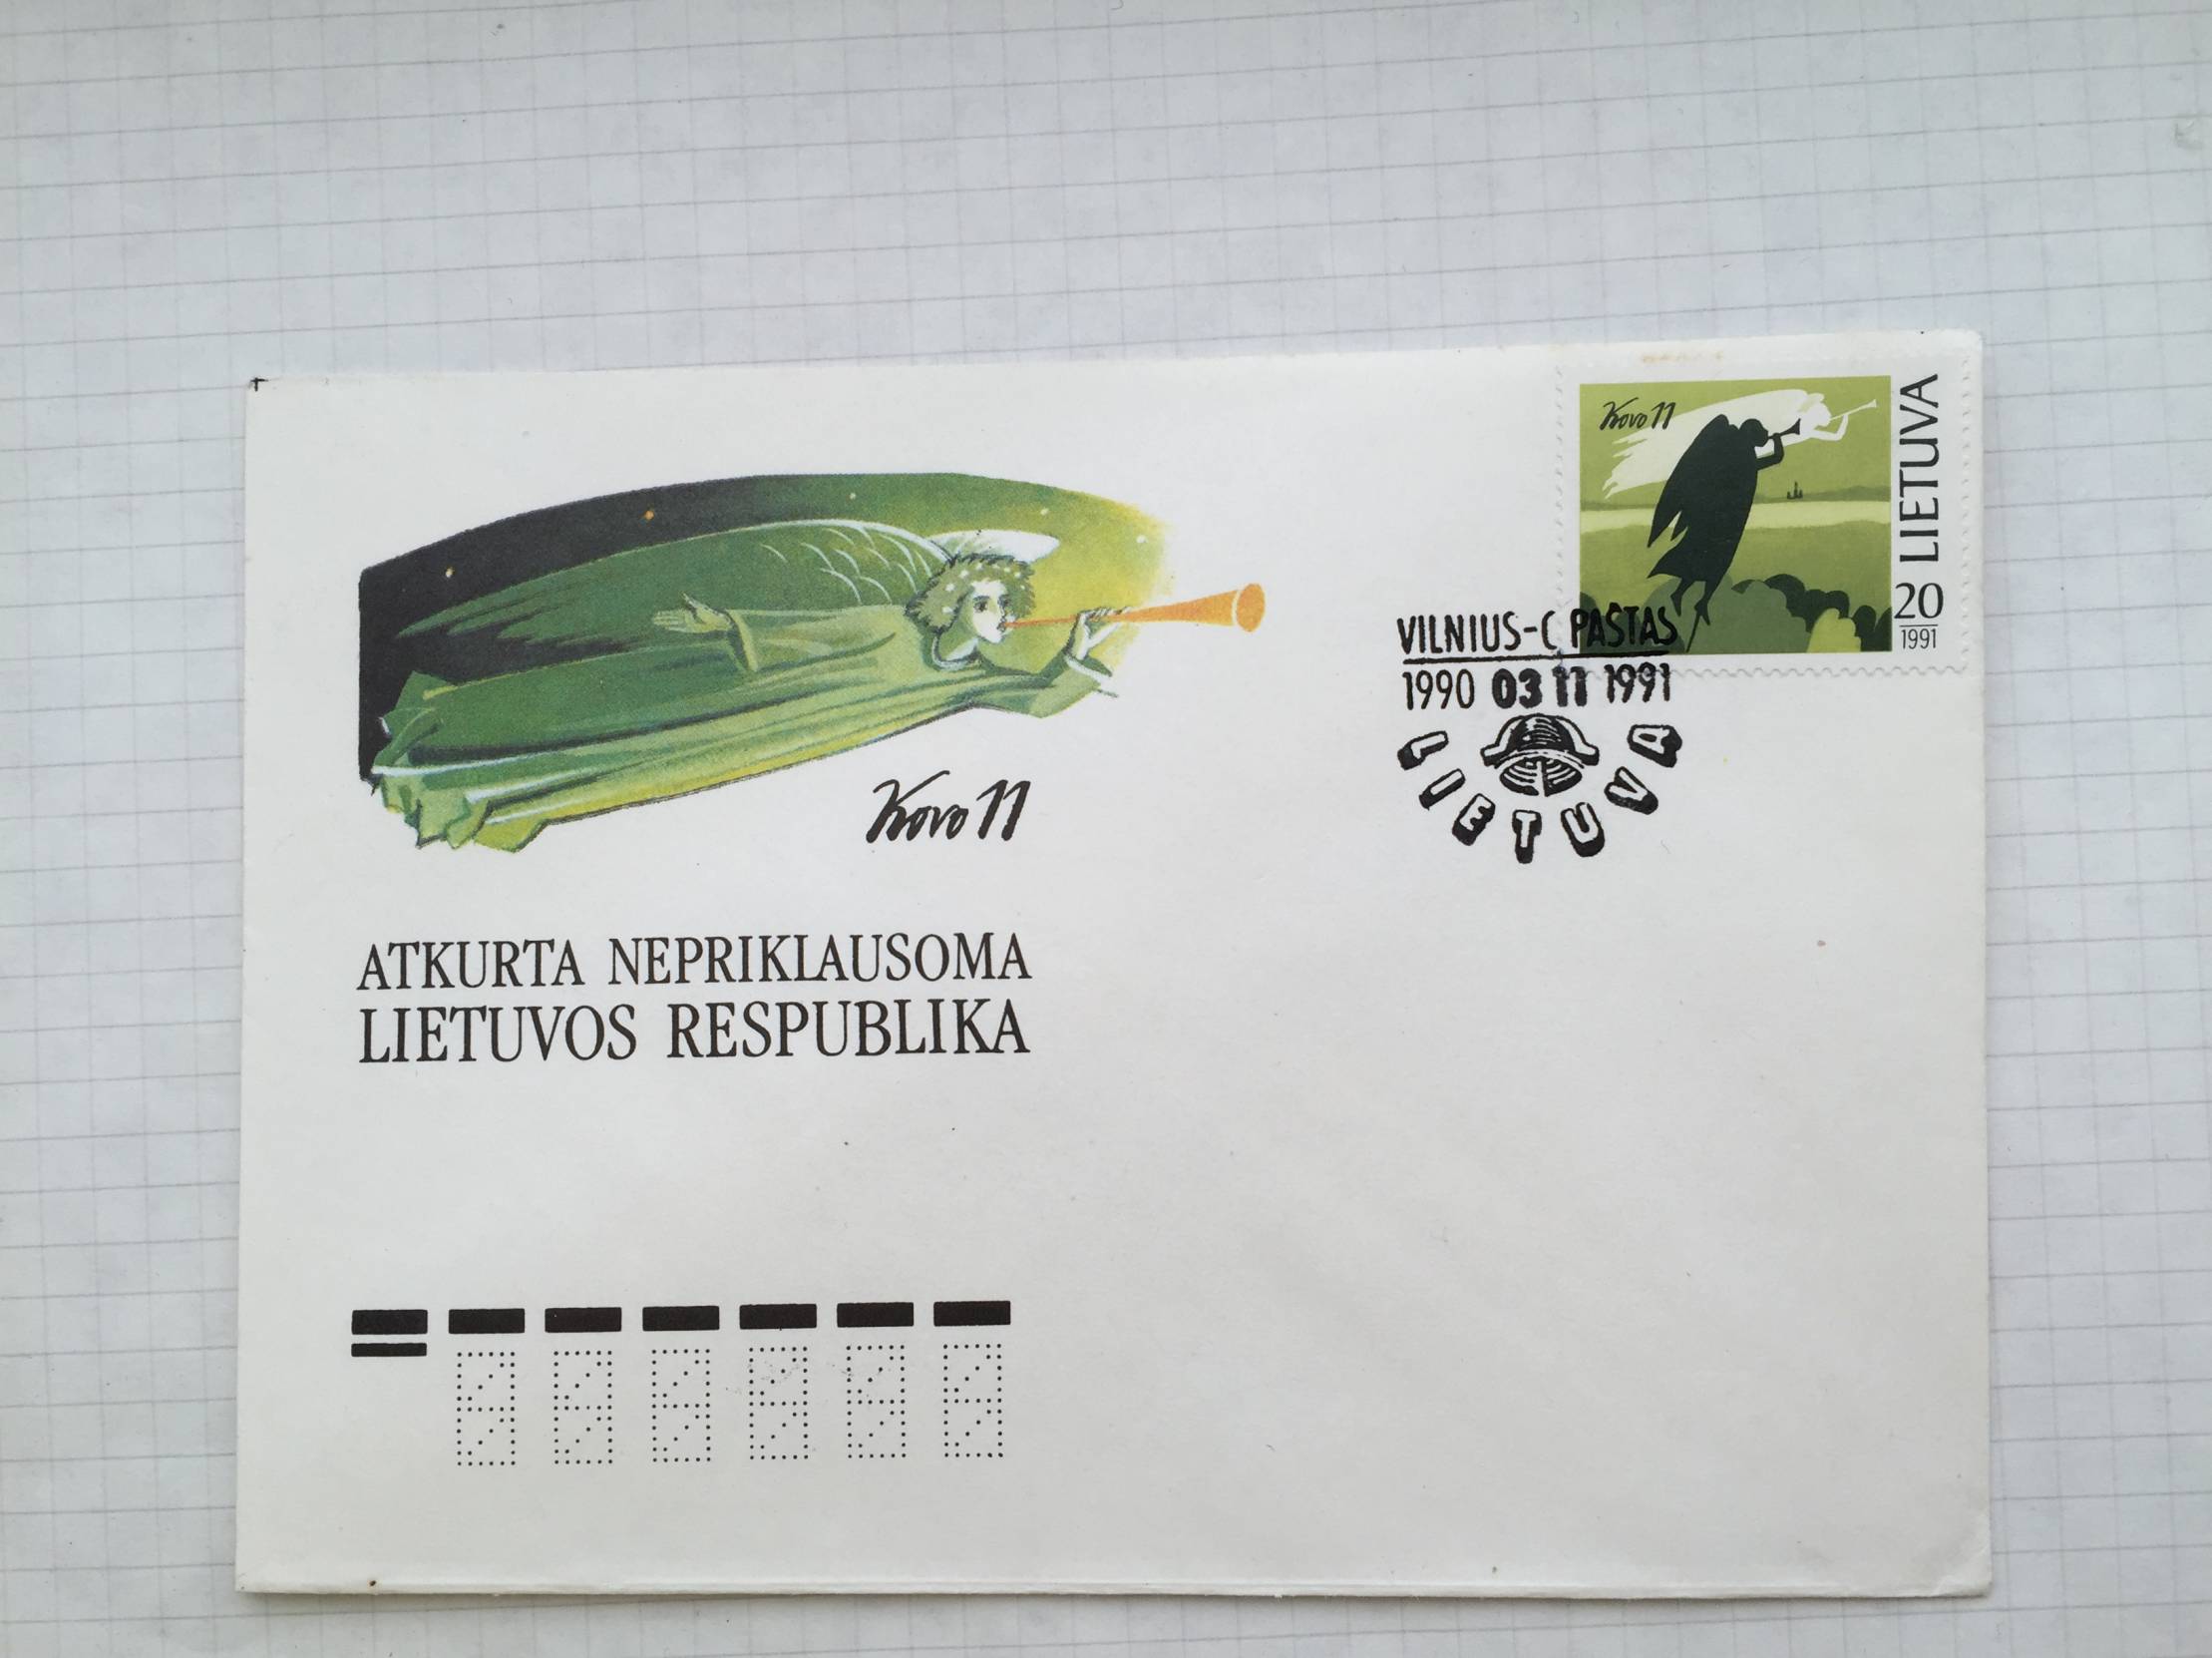 Kovo 11
LIETUVA
20
1991
VILNIUS-C PAŠTAS
1990 03 11 1991
LIETUVA
Kovo 11
ATKURTA NEPRIKLAUSOMA
LIETUVOS RESPUBLIKA